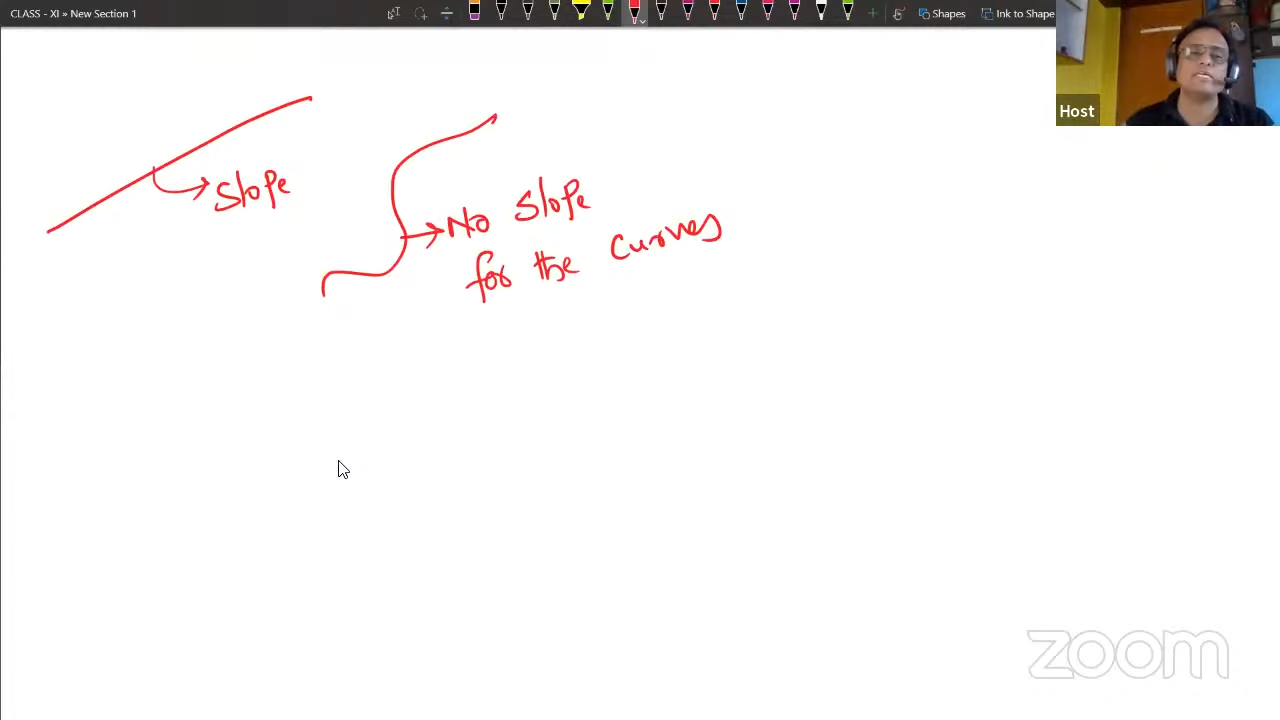 CLASS - XI » New Section 1
Shapes
Ink to Shape
Host
Slope
No slope
for the curves
zoom